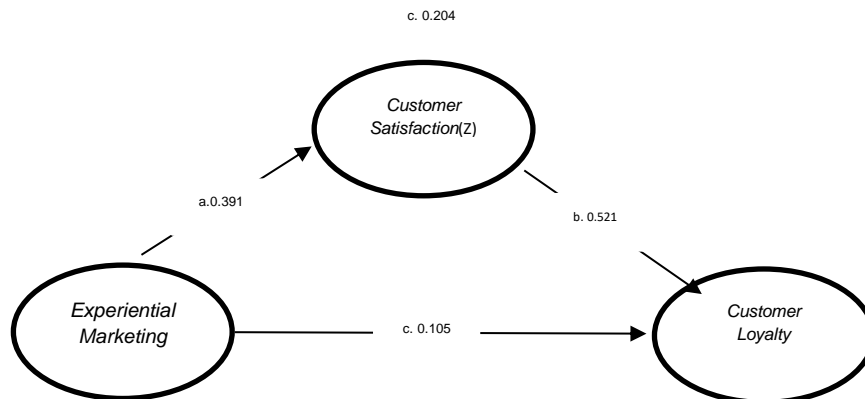 c. 0.204
Customer
Satisfaction(Z)
a.0.391
b. 0.521
Experiential
Marketing
c. 0.105
Customer
Loyalty